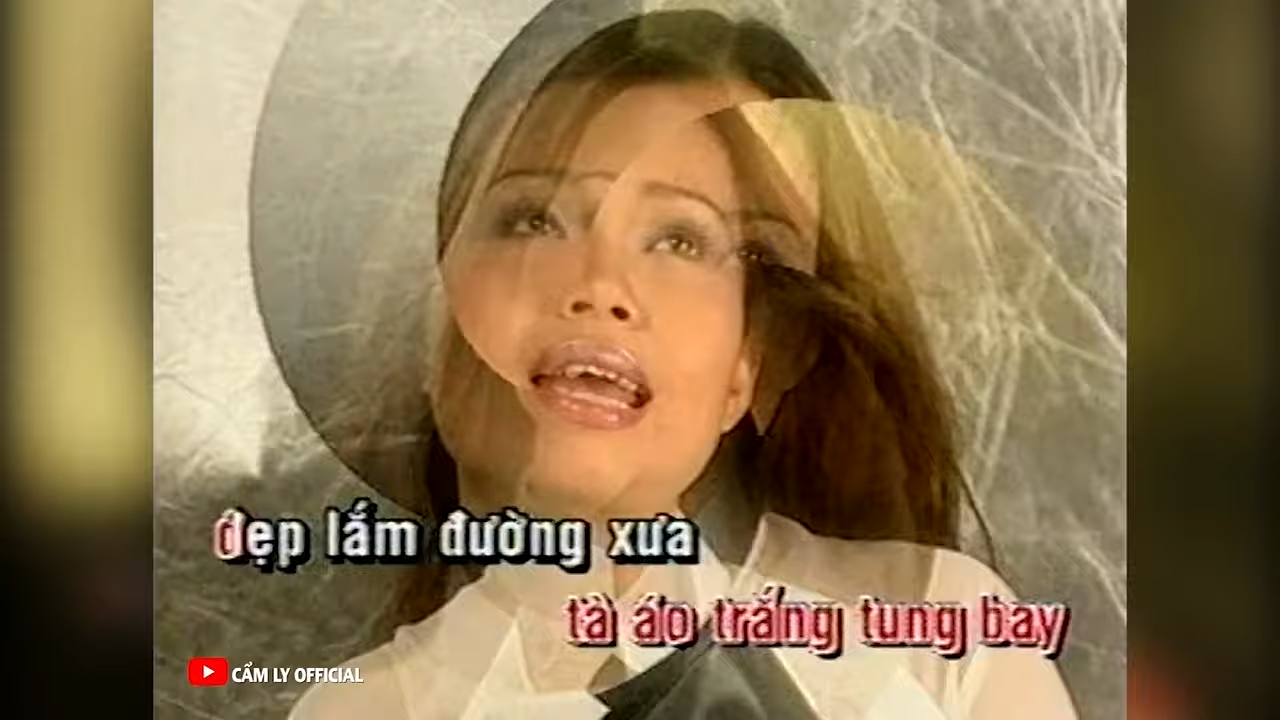 đẹp lắm đường xưa
tà áo trắng tung bay
CẨM LY OFFICIAL